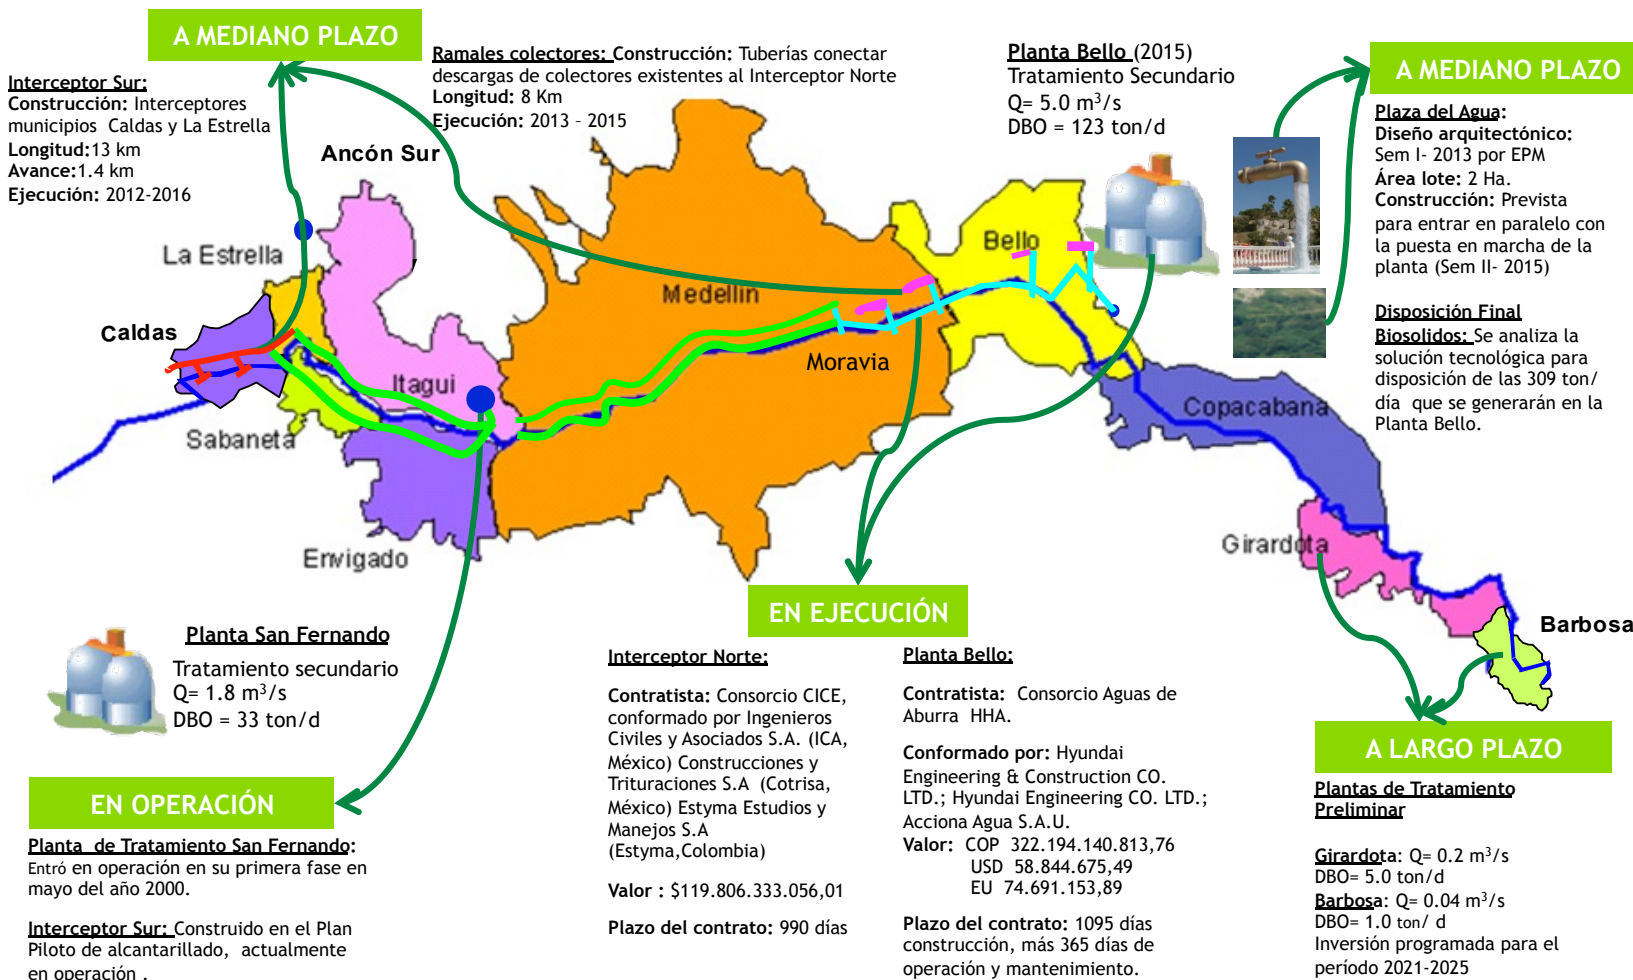 A MEDIANO PLAZO
Interceptor Sur:
Construcción: Interceptores
municipios Caldas y La Estrella
Longitud:13 km
Avance:1.4 km
Ejecución: 2012-2016
Ramales colectores: Construcción: Tuberías conectar
descargas de colectores existentes al Interceptor Norte
Longitud: 8 Km
Ejecución: 2013 - 2015
Planta Bello (2015)
Tratamiento Secundario
Q= 5.0 m³/s
DBO = 123 ton/d
A MEDIANO PLAZO
Plaza del Agua:
Diseño arquitectónico:
Sem I- 2013 por EPM
Área lote: 2 Ha.
Construcción: Prevista
para entrar en paralelo con
la puesta en marcha de la
planta (Sem II- 2015)
Disposición Final
Biosolidos: Se analiza la
solución tecnológica para
disposición de las 309 ton/
día que se generarán en la
Planta Bello.
Ancón Sur
La Estrella
Caldas
Sabaneta
Itagui
Envigado
Medellin
Moravia
Bello
Copacabana
Girardota
Barbosa
Planta San Fernando
Tratamiento secundario
Q= 1.8 m³/s
DBO = 33 ton/d
EN OPERACIÓN
Planta de Tratamiento San Fernando:
Entró en operación en su primera fase en
mayo del año 2000.
Interceptor Sur: Construido en el Plan
Piloto de alcantarillado, actualmente
en operación .
EN EJECUCIÓN
Interceptor Norte:
Contratista: Consorcio CICE,
conformado por Ingenieros
Civiles y Asociados S.A. (ICA,
México) Construcciones y
Trituraciones S.A (Cotrisa,
México) Estyma Estudios y
Manejos S.A
(Estyma,Colombia)
Valor : $119.806.333.056,01
Plazo del contrato: 990 días
Planta Bello:
Contratista: Consorcio Aguas de
Aburra HHA.
Conformado por: Hyundai
Engineering & Construction CO.
LTD.; Hyundai Engineering CO. LTD.;
Acciona Agua S.A.U.
Valor: COP 322.194.140.813,76
USD 58.844.675,49
EU 74.691.153,89
Plazo del contrato: 1095 días
construcción, más 365 días de
operación y mantenimiento.
A LARGO PLAZO
Plantas de Tratamiento
Preliminar
Girardota: Q= 0.2 m³/s
DBO= 5.0 ton/d
Barbosa: Q= 0.04 m³/s
DBO= 1.0 ton/ d
Inversión programada para el
período 2021-2025